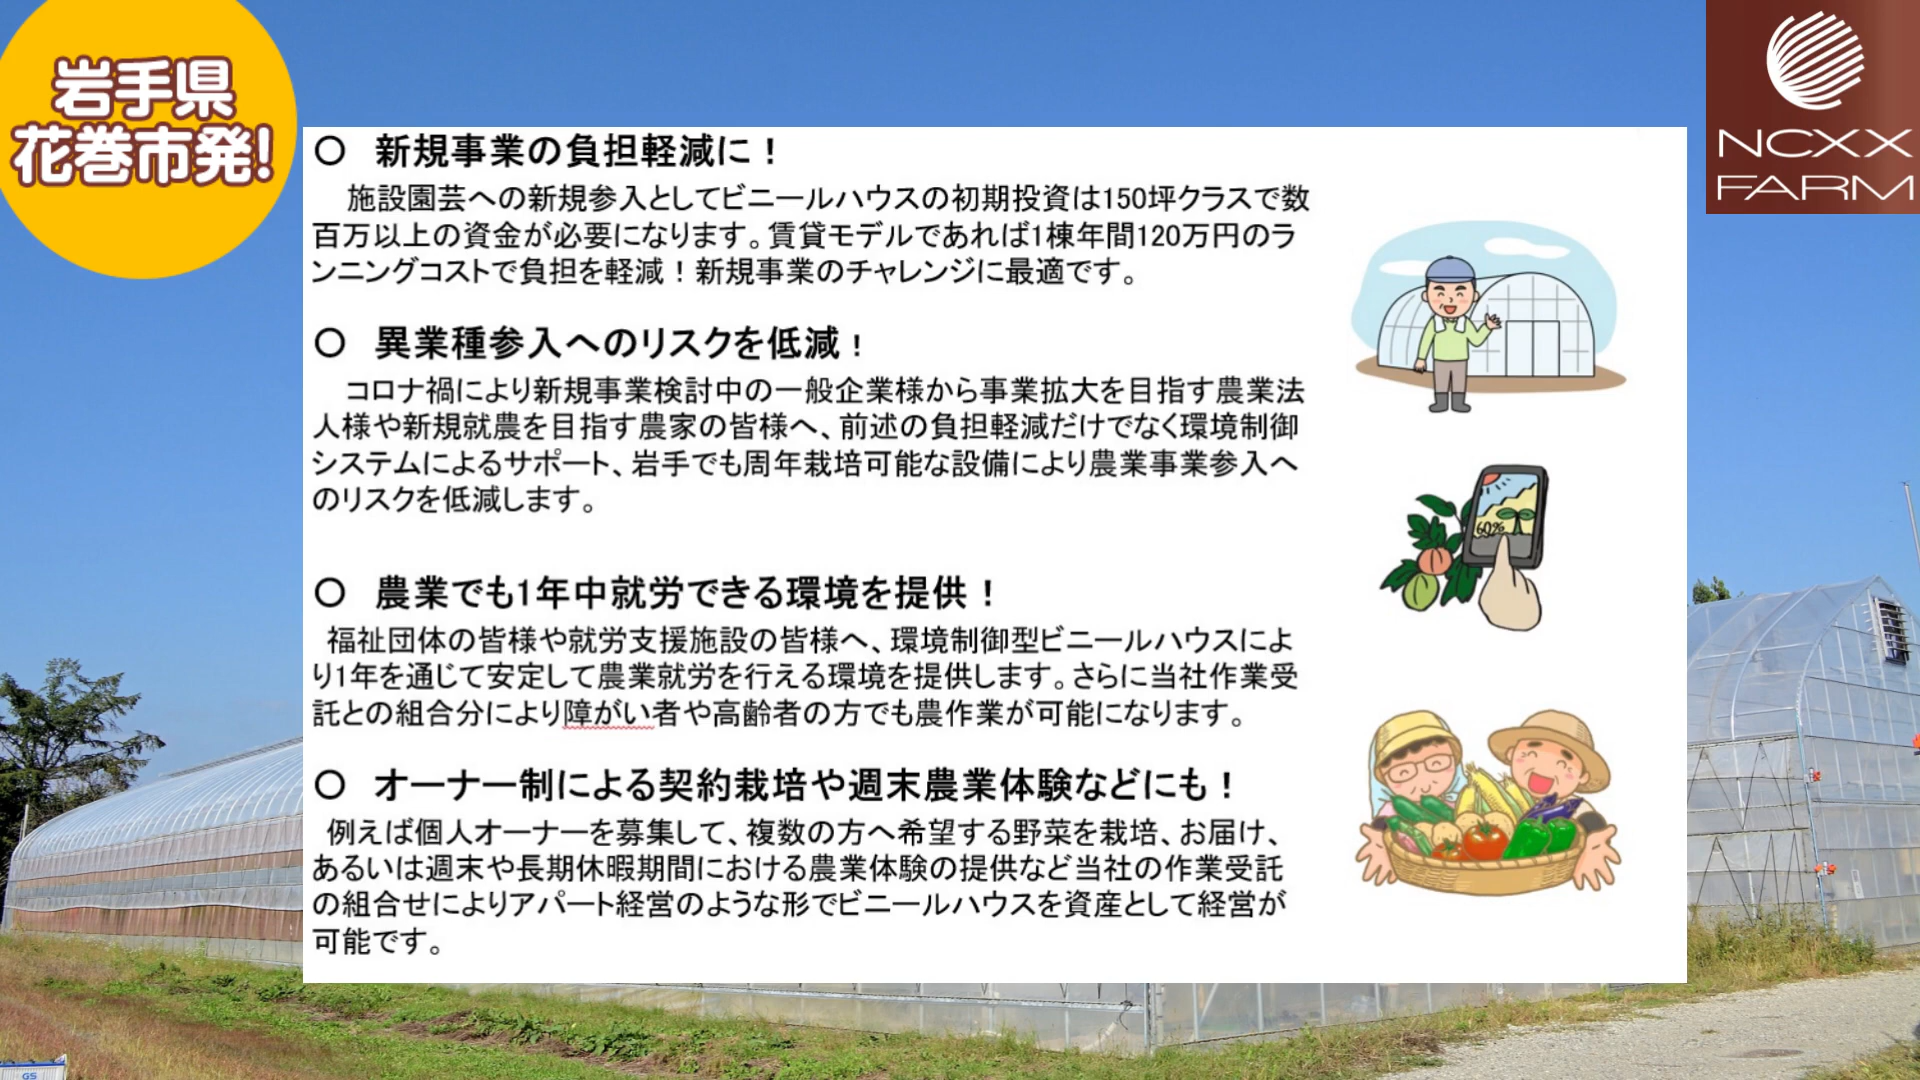 岩手県
花巻市発!
NCXX
FARM
〇 新規事業の負担軽減に！
施設園芸への新規参入としてビニールハウスの初期投資は150坪クラスで数
百万以上の資金が必要になります。賃貸モデルであれば1棟年間120万円のラ
ンニングコストで負担を軽減！新規事業のチャレンジに最適です。
〇 異業種参入へのリスクを低減！
コロナ禍により新規事業検討中の一般企業様から事業拡大を目指す農業法
人様や新規就農を目指す農家の皆様へ、前述の負担軽減だけでなく環境制御
システムによるサポート、岩手でも周年栽培可能な設備により農業事業参入へ
のリスクを低減します。
60%
〇 農業でも1年中就労できる環境を提供！
福祉団体の皆様や就労支援施設の皆様へ、環境制御型ビニールハウスによ
り1年を通じて安定して農業就労を行える環境を提供します。さらに当社作業受
託との組合分により障がい者や高齢者の方でも農作業が可能になります。
〇 オーナー制による契約栽培や週末農業体験などにも！
例えば個人オーナーを募集して、複数の方へ希望する野菜を栽培、お届け、
あるいは週末や長期休暇期間における農業体験の提供など当社の作業受託
の組合せによりアパート経営のような形でビニールハウスを資産として経営が
可能です。
GS